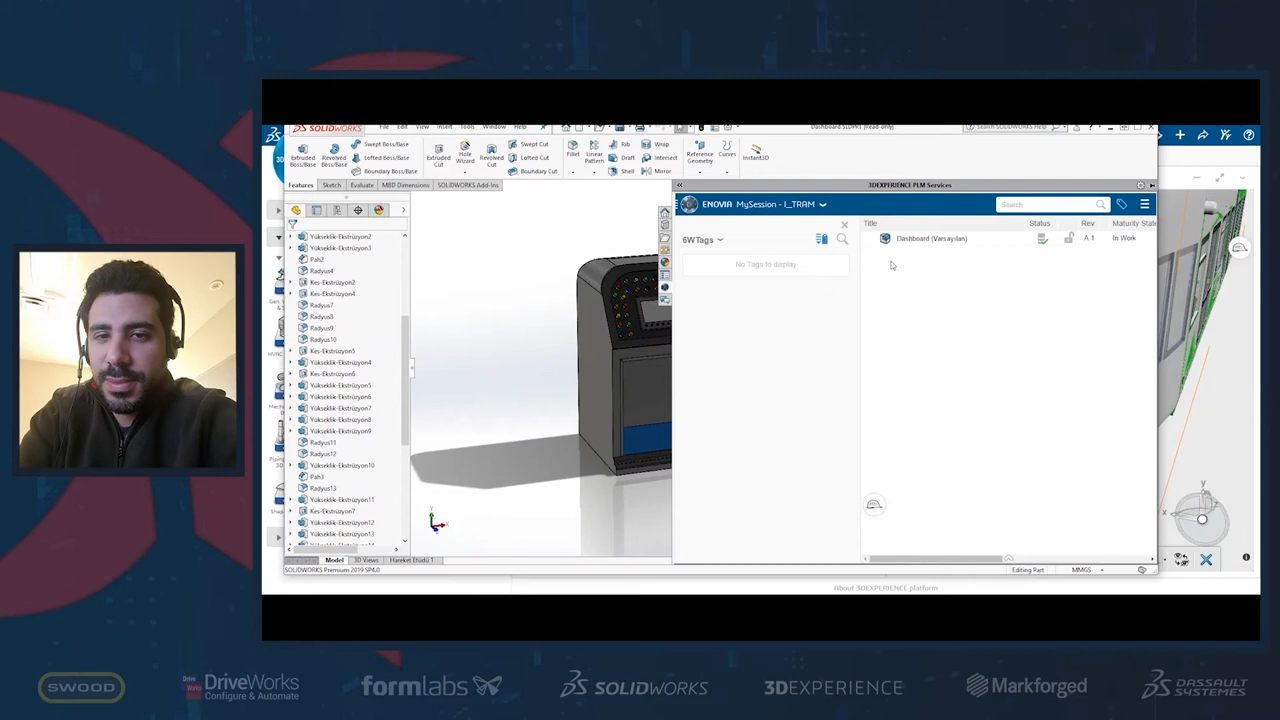 SOLIDWORKS
File Edit View Insert Tools Window
Dashboard.SLDPRT (Read-only)
Search SOLIDWORKS Help
Extruded Boss/Base
Revolved Boss/Base
Swept Boss/Base
Lofted Boss/Base
Boundary Boss/Base
Extruded Cut
Hole Wizard
Revolved Cut
Swept Cut
Lofted Cut
Boundary Cut
Fillet
Linear Pattern
Rib
Draft
Shell
Wrap
Intersect
Mirror
Reference Geometry
Curves
Instant3D
Features Sketch Evaluate MBD Dimensions SOLIDWORKS Add-Ins
3DEXPERIENCE PLM Services
ENOVIA MySession - I_TRAM
Search
6WTags
No Tags to display
Title Status Rev Maturity State
Dashboard (Varsayılan) A 1 In Work
Yükseklik-Ekstrüzyon2
Yükseklik-Ekstrüzyon3
Pah2
Radyus4
Kes-Ekstrüzyon2
Kes-Ekstrüzyon4
Radyus7
Radyus8
Radyus9
Radyus10
Kes-Ekstrüzyon5
Yükseklik-Ekstrüzyon4
Kes-Ekstrüzyon6
Yükseklik-Ekstrüzyon5
Yükseklik-Ekstrüzyon6
Yükseklik-Ekstrüzyon7
Yükseklik-Ekstrüzyon8
Yükseklik-Ekstrüzyon9
Radyus11
Radyus12
Yükseklik-Ekstrüzyon10
Pah3
Radyus13
Yükseklik-Ekstrüzyon11
Kes-Ekstrüzyon7
Yükseklik-Ekstrüzyon12
Yükseklik-Ekstrüzyon13
Model 3D Views Hareket Etüdü 1
SOLIDWORKS Premium 2019 SP4.0
Editing Part MMGS
About 3DEXPERIENCE platform
SWOOD
DriveWorks
Configure & Automate
formlabs
SOLIDWORKS
3DEXPERIENCE
Markforged
DASSAULT SYSTEMES